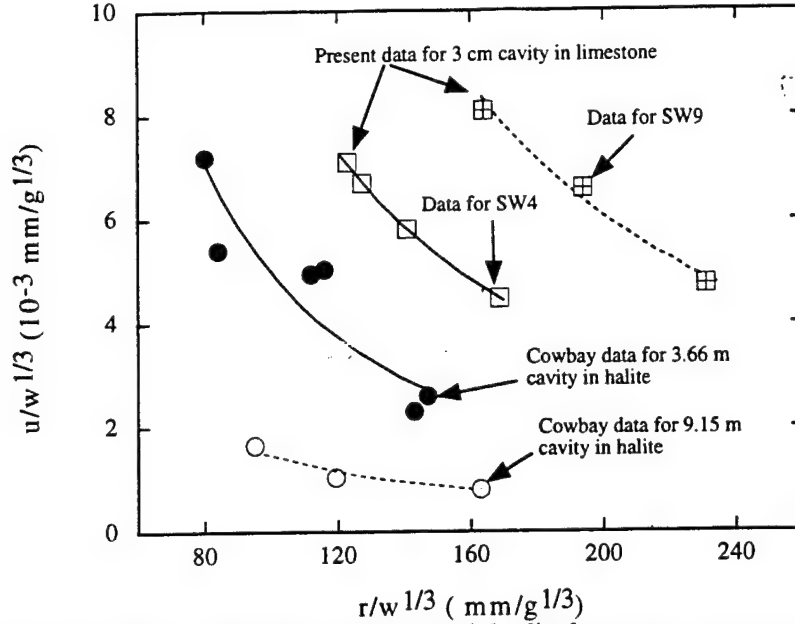 10
8
6
4
2
0
u/w 1/3 (10-3 mm/g1/3)
Present data for 3 cm cavity in limestone
Data for SW9
Data for SW4
Cowbay data for 3.66 m
cavity in halite
Cowbay data for 9.15 m
cavity in halite
80 120 160 200 240
r/w 1/3 ( mm/g1/3)